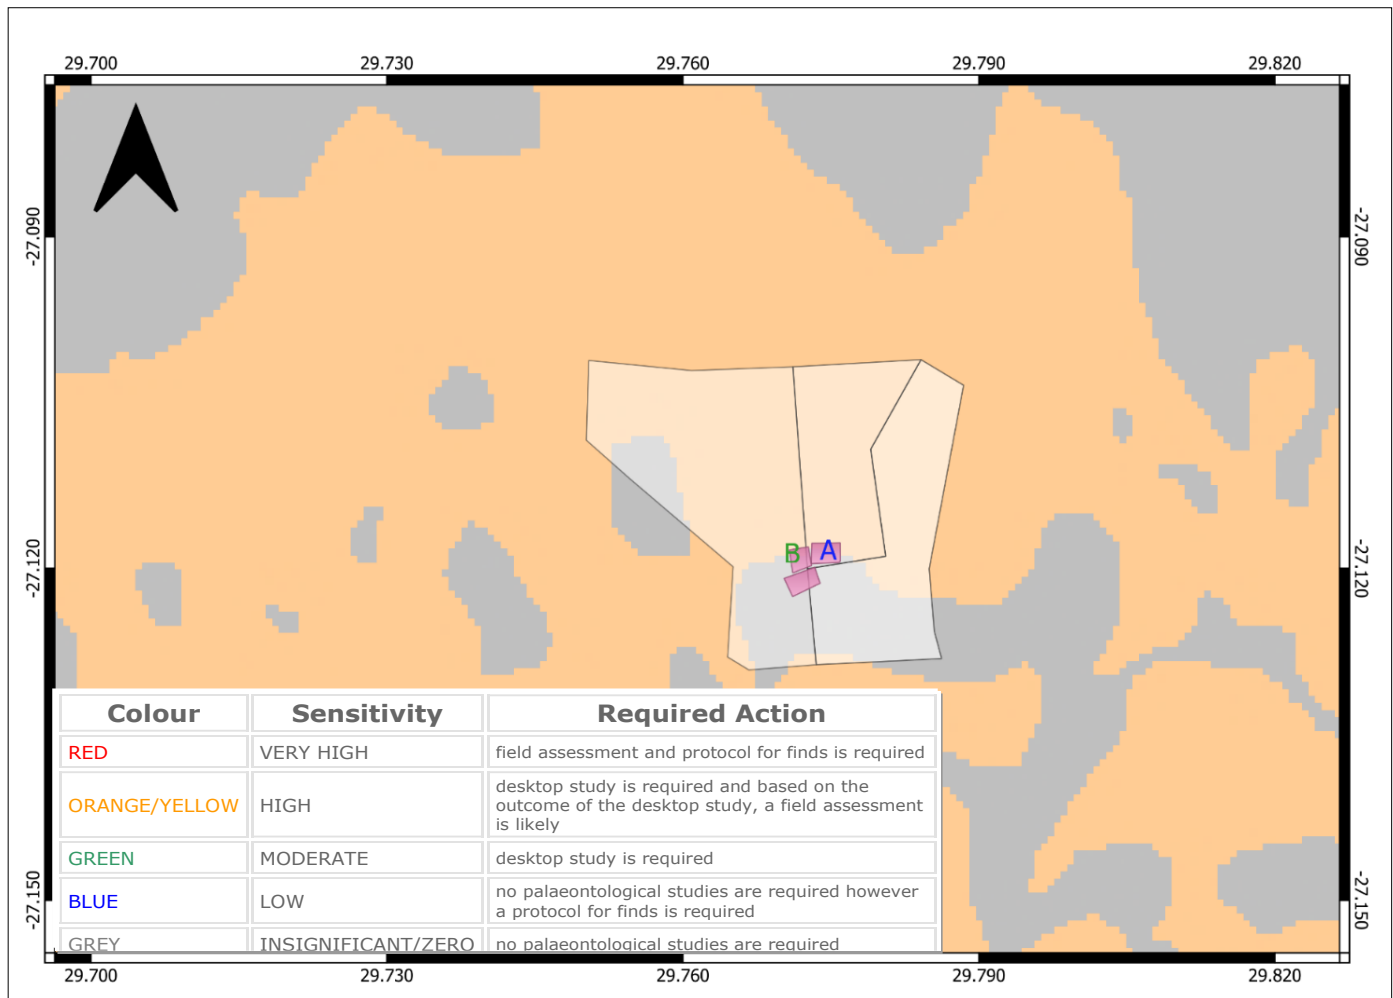 29.700 29.730 29.760 29.790 29.820
-27.090 -27.090
B A
-27.120 -27.120
Colour Sensitivity Required Action
RED VERY HIGH field assessment and protocol for finds is required
ORANGE/YELLOW HIGH desktop study is required and based on the
outcome of the desktop study, a field assessment
is likely
GREEN MODERATE desktop study is required
BLUE LOW no palaeontological studies are required however
a protocol for finds is required
GREY INSIGNIFICANT/ZERO no palaeontological studies are required
-27.150 -27.150
29.700 29.730 29.760 29.790 29.820